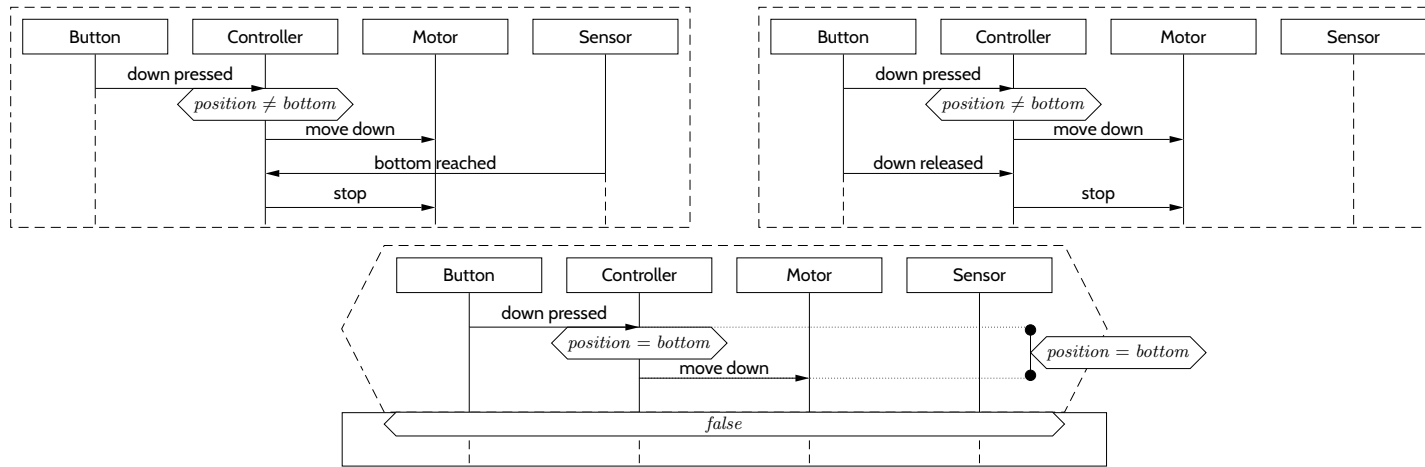 Button Controller Motor Sensor
down pressed
position ≠ bottom
move down
bottom reached
stop
Button Controller Motor Sensor
down pressed
position ≠ bottom
move down
down released
stop
Button Controller Motor Sensor
down pressed
position = bottom
position = bottom
move down
false